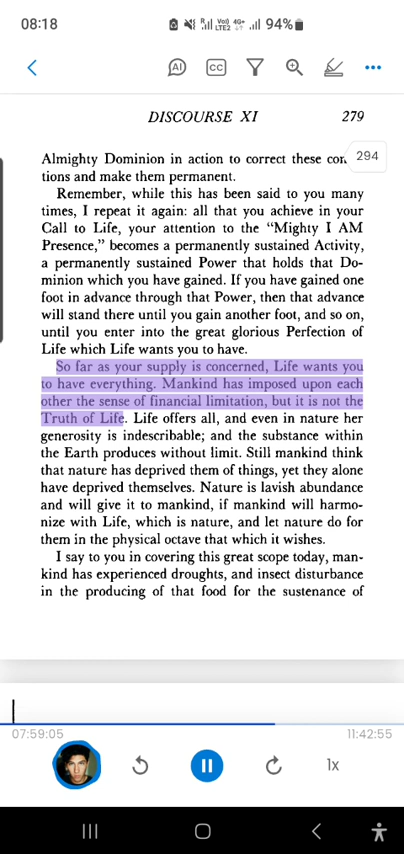 08:18
R Vo)) LTE2 4G+ 94%
AI CC
DISCOURSE XI 279
294
Almighty Dominion in action to correct these con
tions and make them permanent.
Remember, while this has been said to you many
times, I repeat it again: all that you achieve in your
Call to Life, your attention to the “Mighty I AM
Presence,” becomes a permanently sustained Activity,
a permanently sustained Power that holds that Do-
minion which you have gained. If you have gained one
foot in advance through that Power, then that advance
will stand there until you gain another foot, and so on,
until you enter into the great glorious Perfection of
Life which Life wants you to have.
So far as your supply is concerned, Life wants you
to have everything. Mankind has imposed upon each
other the sense of financial limitation, but it is not the
Truth of Life. Life offers all, and even in nature her
generosity is indescribable; and the substance within
the Earth produces without limit. Still mankind think
that nature has deprived them of things, yet they alone
have deprived themselves. Nature is lavish abundance
and will give it to mankind, if mankind will harmo-
nize with Life, which is nature, and let nature do for
them in the physical octave that which it wishes.
I say to you in covering this great scope today, man-
kind has experienced droughts, and insect disturbance
in the producing of that food for the sustenance of
07:59:05 11:42:55
1x